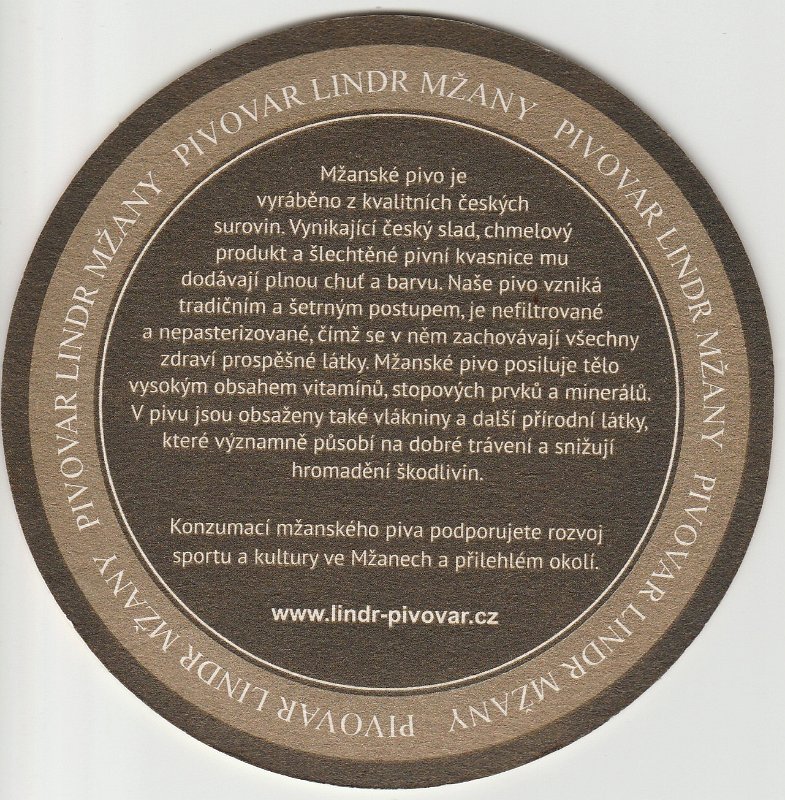 PIVOVAR LINDR MŽANY
PIVOVAR LINDR MŽANY
PIVOVAR LINDR MŽANY
PIVOVAR LINDR MŽANY
PIVOVAR LINDR MŽANY
Mžanské pivo je
vyráběno z kvalitních českých
surovin. Vynikající český slad, chmelový
produkt a šlechtěné pivní kvasnice mu
dodávají plnou chuť a barvu. Naše pivo vzniká
tradičním a šetrným postupem, je nefiltrované
a nepasterizované, čímž se v něm zachovávají všechny
zdraví prospěšné látky. Mžanské pivo posiluje tělo
vysokým obsahem vitamínů, stopových prvků a minerálů.
V pivu jsou obsaženy také vlákniny a další přírodní látky,
které významně působí na dobré trávení a snižují
hromadění škodlivin.
Konzumací mžanského piva podporujete rozvoj
sportu a kultury ve Mžanech a přilehlém okolí.
www.lindr-pivovar.cz